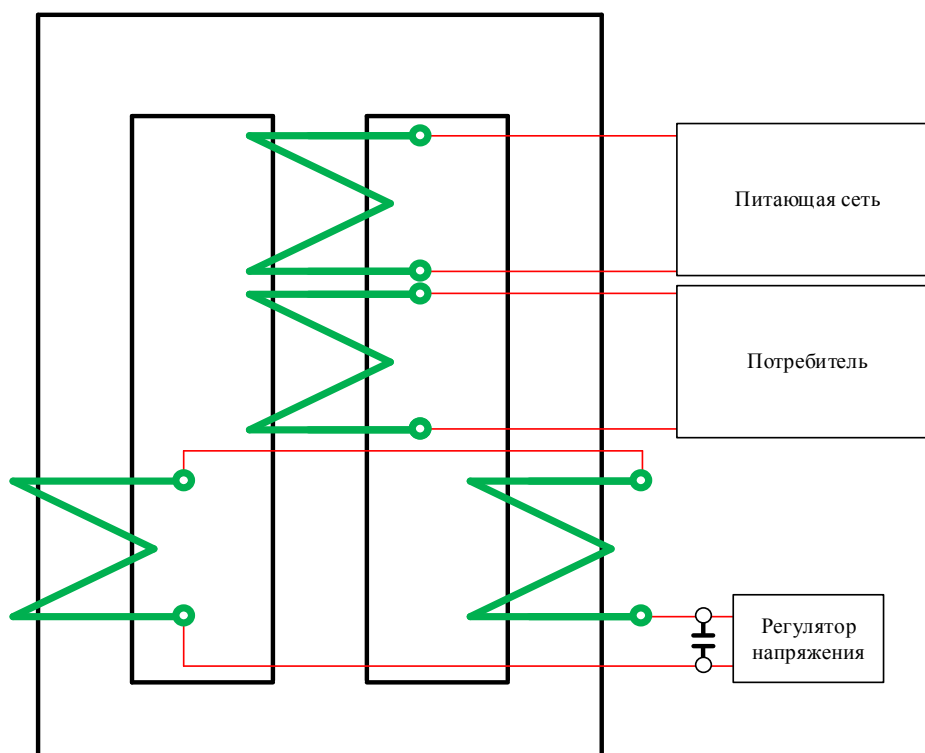 Питающая сеть
Потребитель
Регулятор
напряжения